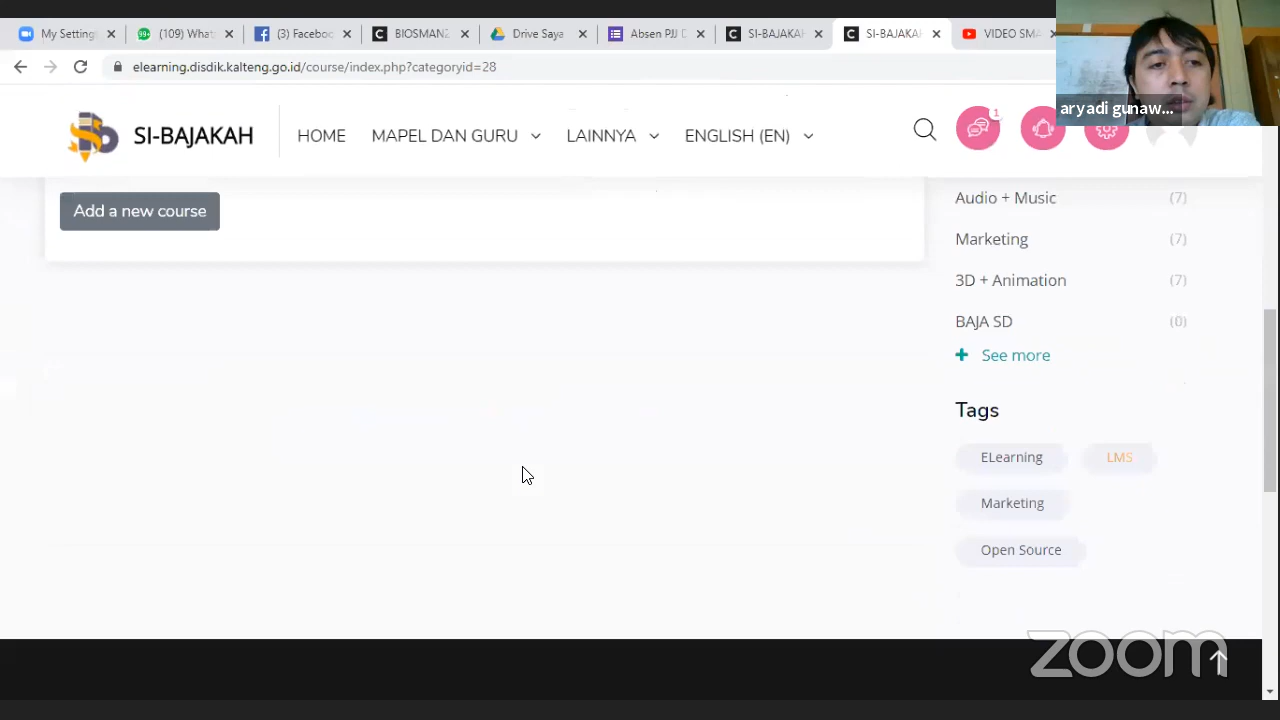 My Setting
(109) What
(3) Faceboo
BIOSMAN2
Drive Saya
Absen PJJ D
SI-BAJAKAH
SI-BAJAKA
VIDEO SMA
elearning.disdik.kalteng.go.id/course/index.php?categoryid=28
aryadi gunaw...
SI-BAJAKAH
HOME
MAPEL DAN GURU
LAINNYA
ENGLISH (EN)
1
Add a new course
Audio + Music (7)
Marketing (7)
3D + Animation (7)
BAJA SD (0)
+ See more
Tags
ELearning
LMS
Marketing
Open Source
zoom